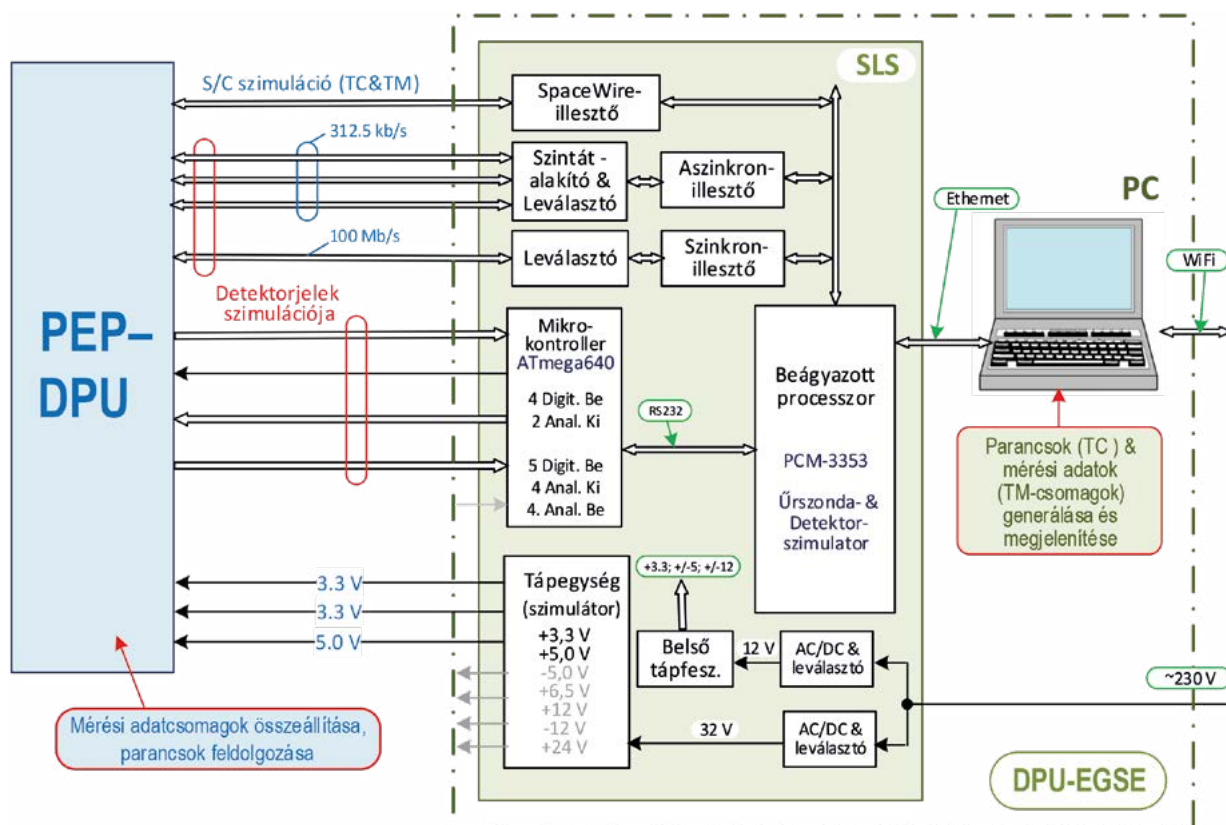 SLS
S/C szimuláció (TC&TM)
SpaceWire-
illesztő
312.5 kb/s
Szintát -
alakító &
Leválasztó
Aszinkron-
illesztő
100 Mb/s
Leválasztó
Szinkron-
illesztő
Ethernet
PC
WiFi
Detektorjelek
szimulációja
PEP–
DPU
Mikro-
kontroller
ATmega640
4 Digit. Be
2 Anal. Ki
5 Digit. Be
4 Anal. Ki
4. Anal. Be
RS232
Beágyazott
processzor
PCM-3353
Űrszonda- &
Detektor-
szimulator
Parancsok (TC ) &
mérési adatok
(TM-csomagok)
generálása és
megjelenítése
3.3 V
3.3 V
5.0 V
Tápegység
(szimulátor)
+3,3 V
+5,0 V
-5,0 V
+6,5 V
+12 V
-12 V
+24 V
+3.3; +/-5; +/-12
Belső
tápfesz.
12 V
AC/DC &
leválasztó
32 V
AC/DC &
leválasztó
~230 V
Mérési adatcsomagok összeállítása,
parancsok feldolgozása
DPU-EGSE